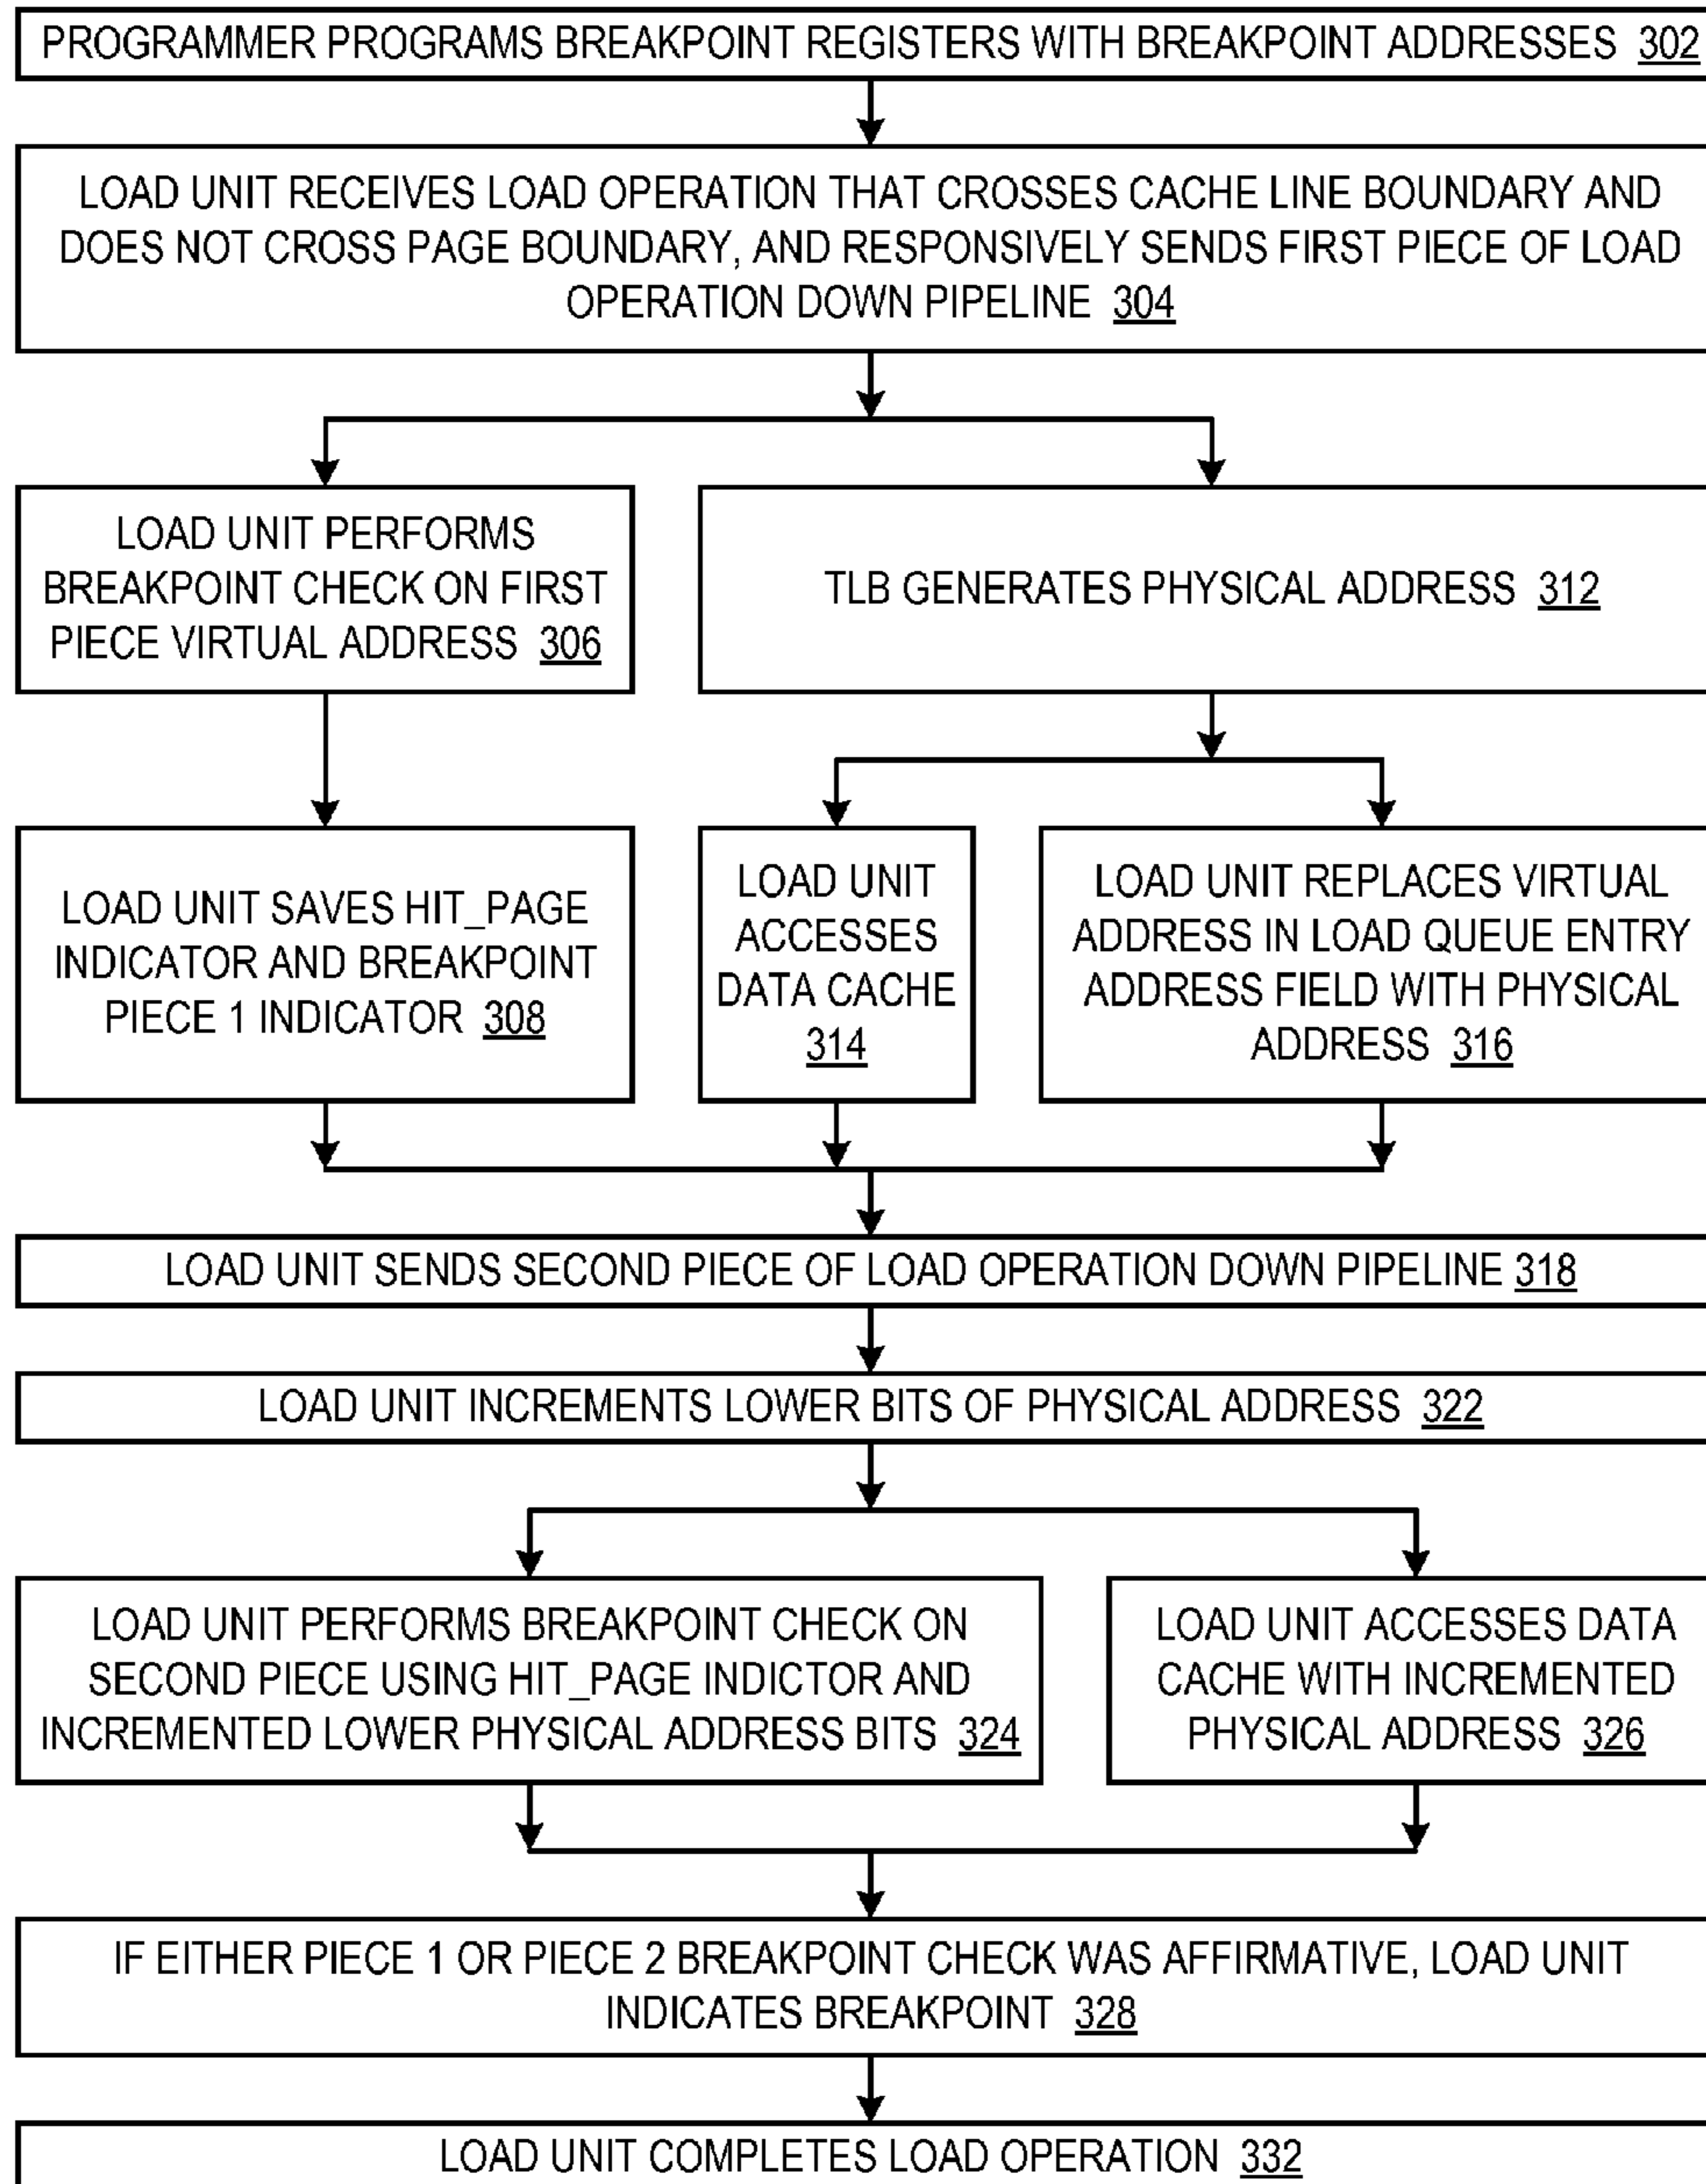 PROGRAMMER PROGRAMS BREAKPOINT REGISTERS WITH BREAKPOINT ADDRESSES 302
LOAD UNIT RECEIVES LOAD OPERATION THAT CROSSES CACHE LINE BOUNDARY AND
DOES NOT CROSS PAGE BOUNDARY, AND RESPONSIVELY SENDS FIRST PIECE OF LOAD
OPERATION DOWN PIPELINE 304
LOAD UNIT PERFORMS
BREAKPOINT CHECK ON FIRST
PIECE VIRTUAL ADDRESS 306
TLB GENERATES PHYSICAL ADDRESS 312
LOAD UNIT SAVES HIT_PAGE
INDICATOR AND BREAKPOINT
PIECE 1 INDICATOR 308
LOAD UNIT
ACCESSES
DATA CACHE
314
LOAD UNIT REPLACES VIRTUAL
ADDRESS IN LOAD QUEUE ENTRY
ADDRESS FIELD WITH PHYSICAL
ADDRESS 316
LOAD UNIT SENDS SECOND PIECE OF LOAD OPERATION DOWN PIPELINE 318
LOAD UNIT INCREMENTS LOWER BITS OF PHYSICAL ADDRESS 322
LOAD UNIT PERFORMS BREAKPOINT CHECK ON
SECOND PIECE USING HIT_PAGE INDICTOR AND
INCREMENTED LOWER PHYSICAL ADDRESS BITS 324
LOAD UNIT ACCESSES DATA
CACHE WITH INCREMENTED
PHYSICAL ADDRESS 326
IF EITHER PIECE 1 OR PIECE 2 BREAKPOINT CHECK WAS AFFIRMATIVE, LOAD UNIT
INDICATES BREAKPOINT 328
LOAD UNIT COMPLETES LOAD OPERATION 332